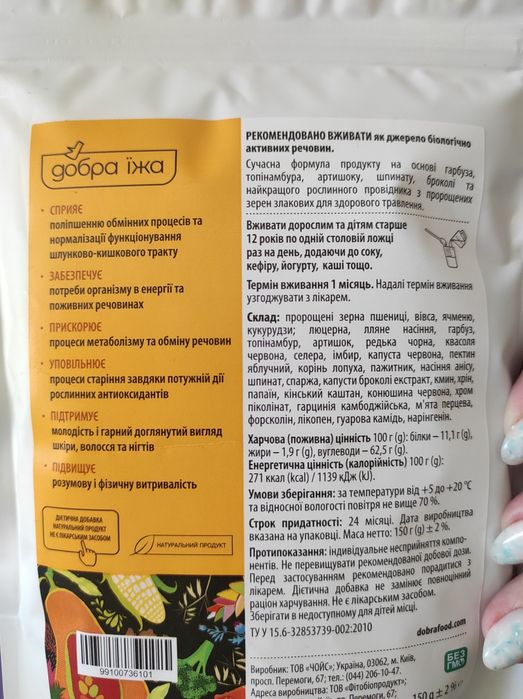 добра їжа
• СПРИЯЄ
поліпшенню обмінних процесів та
нормалізації функціонування
шлунково-кишкового тракту
• ЗАБЕЗПЕЧУЄ
потреби організму в енергії та
поживних речовинах
• ПРИСКОРЮЄ
процеси метаболізму та обміну речовин
• УПОВІЛЬНЮЄ
процеси старіння завдяки потужній дії
рослинних антиоксидантів
• ПІДТРИМУЄ
молодість і гарний доглянутий вигляд
шкіри, волосся та нігтів
• ПІДВИЩУЄ
розумову і фізичну витривалість
ДІЄТИЧНА ДОБАВКА
НАТУРАЛЬНИЙ ПРОДУКТ
НЕ Є ЛІКАРСЬКИМ ЗАСОБОМ
НАТУРАЛЬНИЙ ПРОДУКТ
99100736101
РЕКОМЕНДОВАНО ВЖИВАТИ як джерело біологічно
активних речовин.
Сучасна формула продукту на основі гарбуза,
топінамбура, артишоку, шпинату, броколі та
найкращого рослинного провідника з пророщених
зерен злакових для здорового травлення.
Вживати дорослим та дітям старше
12 років по одній столовій ложці
раз на день, додаючи до соку,
кефіру, йогурту, каші тощо.
Термін вживання 1 місяць. Надалі термін вживання
узгоджувати з лікарем.
Склад: пророщені зерна пшениці, вівса, ячменю,
кукурудзи; люцерна, лляне насіння, гарбуз,
топінамбур, артишок, редька чорна, квасоля
червона, селера, імбир, капуста червона, пектин
яблучний, корінь лопуха, пажитник, насіння анісу,
шпинат, спаржа, капусти броколі екстракт, кмин, хрін,
папаїн, кінський каштан, конюшина червона, хром
піколінат, гарцинія камбоджійська, м'ята перцева,
форсколін, лікопен, гуарова камідь, нарінгенін.
Харчова (поживна) цінність 100 г (g): білки – 11,1 г(g),
жири – 1,9 г(g), вуглеводи – 62,5 г(g).
Енергетична цінність (калорійність) 100 г (g):
271 ккал (kcal) / 1139 кДж (kJ).
Умови зберігання: за температури від +5 до +20 °С
та відносної вологості повітря не вище 70 %.
Строк придатності: 24 місяці. Дата виробництва
вказана на упаковці. Маса нетто: 150 г(g) ± 2 %.
Протипоказання: індивідуальне несприйняття компо-
нентів. Не перевищувати рекомендованої добової дози.
Перед застосуванням рекомендовано порадитися з
лікарем. Дієтична добавка не замінює повноцінний
раціон харчування. Не є лікарським засобом.
Зберігати в недоступному для дітей місці.
ТУ У 15.6-32853739-002:2010
dobrafood.com
Виробник: ТОВ «ЧОЙС»; Україна, 03062, м. Київ,
просп. Перемоги, 67; тел.: (044) 206-10-47.
Адреса виробництва: ТОВ «Фітобіопродукт»,
просп. Перемоги, 67
БЕЗ
ГМО
150 g ± 2 %